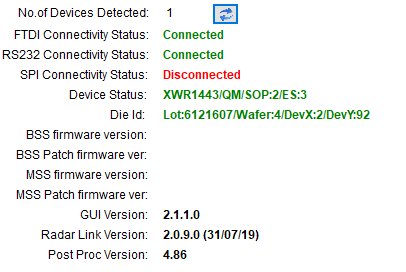 No.of Devices Detected: 1
FTDI Connectivity Status: Connected
RS232 Connectivity Status: Connected
SPI Connectivity Status: Disconnected
Device Status: XWR1443/QM/SOP:2/ES:3
Die Id: Lot:6121607/Wafer:4/DevX:2/DevY:92
BSS firmware version:
BSS Patch firmware ver:
MSS firmware version:
MSS Patch firmware ver:
GUI Version: 2.1.1.0
Radar Link Version: 2.0.9.0 (31/07/19)
Post Proc Version: 4.86